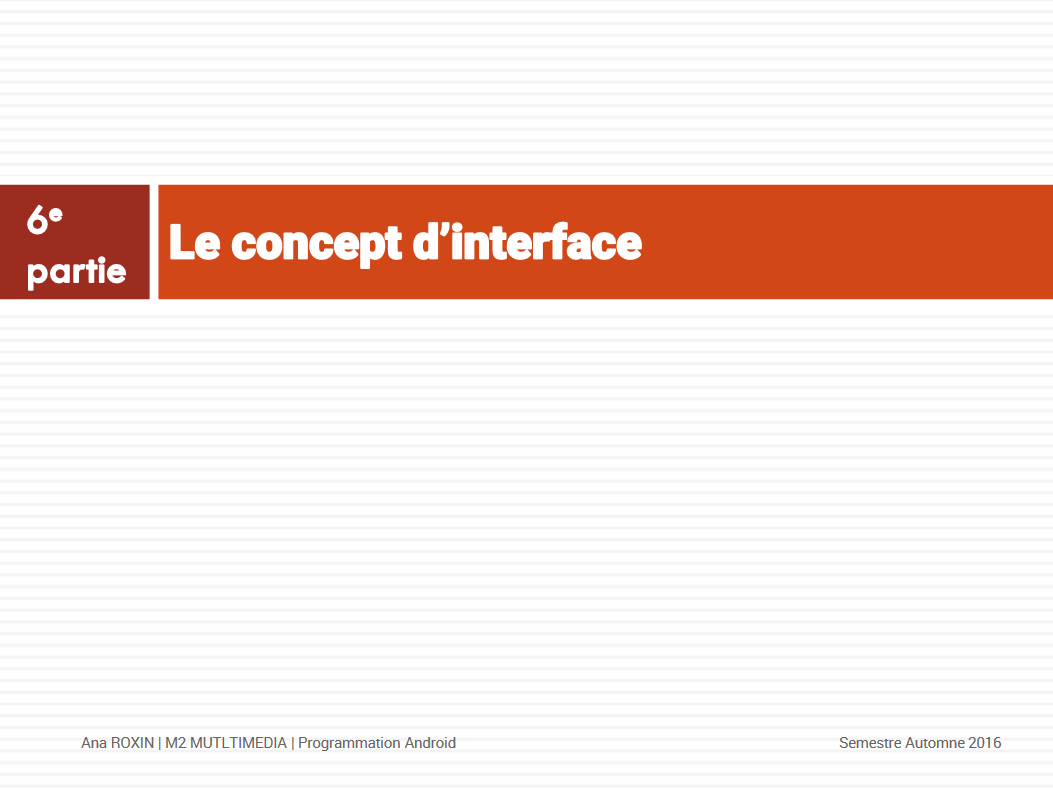 6e
partie
Le concept d’interface
Ana ROXIN | M2 MUTLTIMEDIA | Programmation Android
Semestre Automne 2016